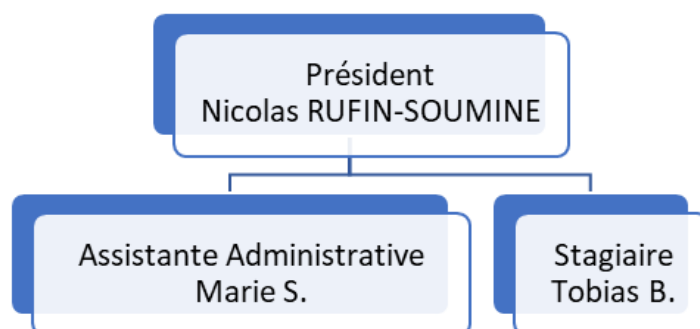 Président
Nicolas RUFIN-SOUMINE
Assistante Administrative
Marie S.
Stagiaire
Tobias B.